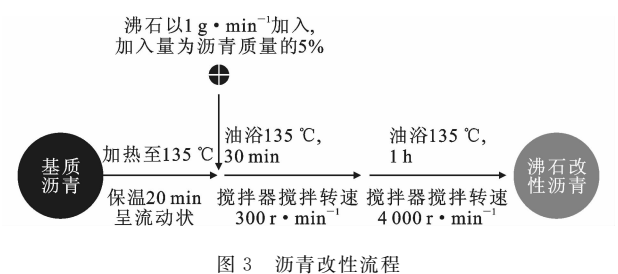 沸石以1 g·min⁻¹加入,
加入量为沥青质量的5%
基质
沥青
加热至135 ℃
保温20 min
呈流动状
油浴135 ℃,
30 min
搅拌器搅拌转速
300 r·min⁻¹
油浴135 ℃,
1 h
搅拌器搅拌转速
4 000 r·min⁻¹
沸石改
性沥青
图 3 沥青改性流程